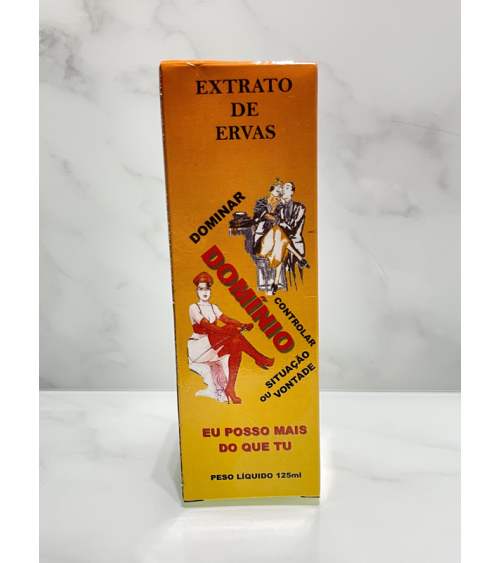 EXTRATO
DE
ERVAS
DOMINAR
DOMÍNIO
CONTROLAR
SITUAÇÃO
OU VONTADE
EU POSSO MAIS
DO QUE TU
PESO LÍQUIDO 125ml